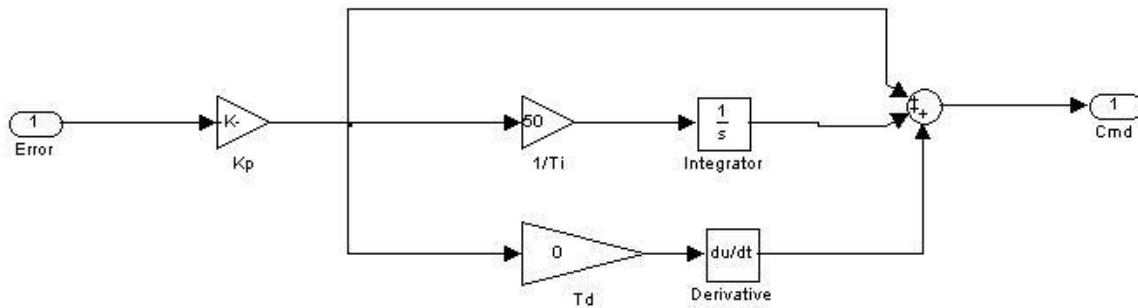 1
Error
-K-
Kp
50
1/Ti
1
s
Integrator
0
Td
du/dt
Derivative
+
+
+
1
Cmd